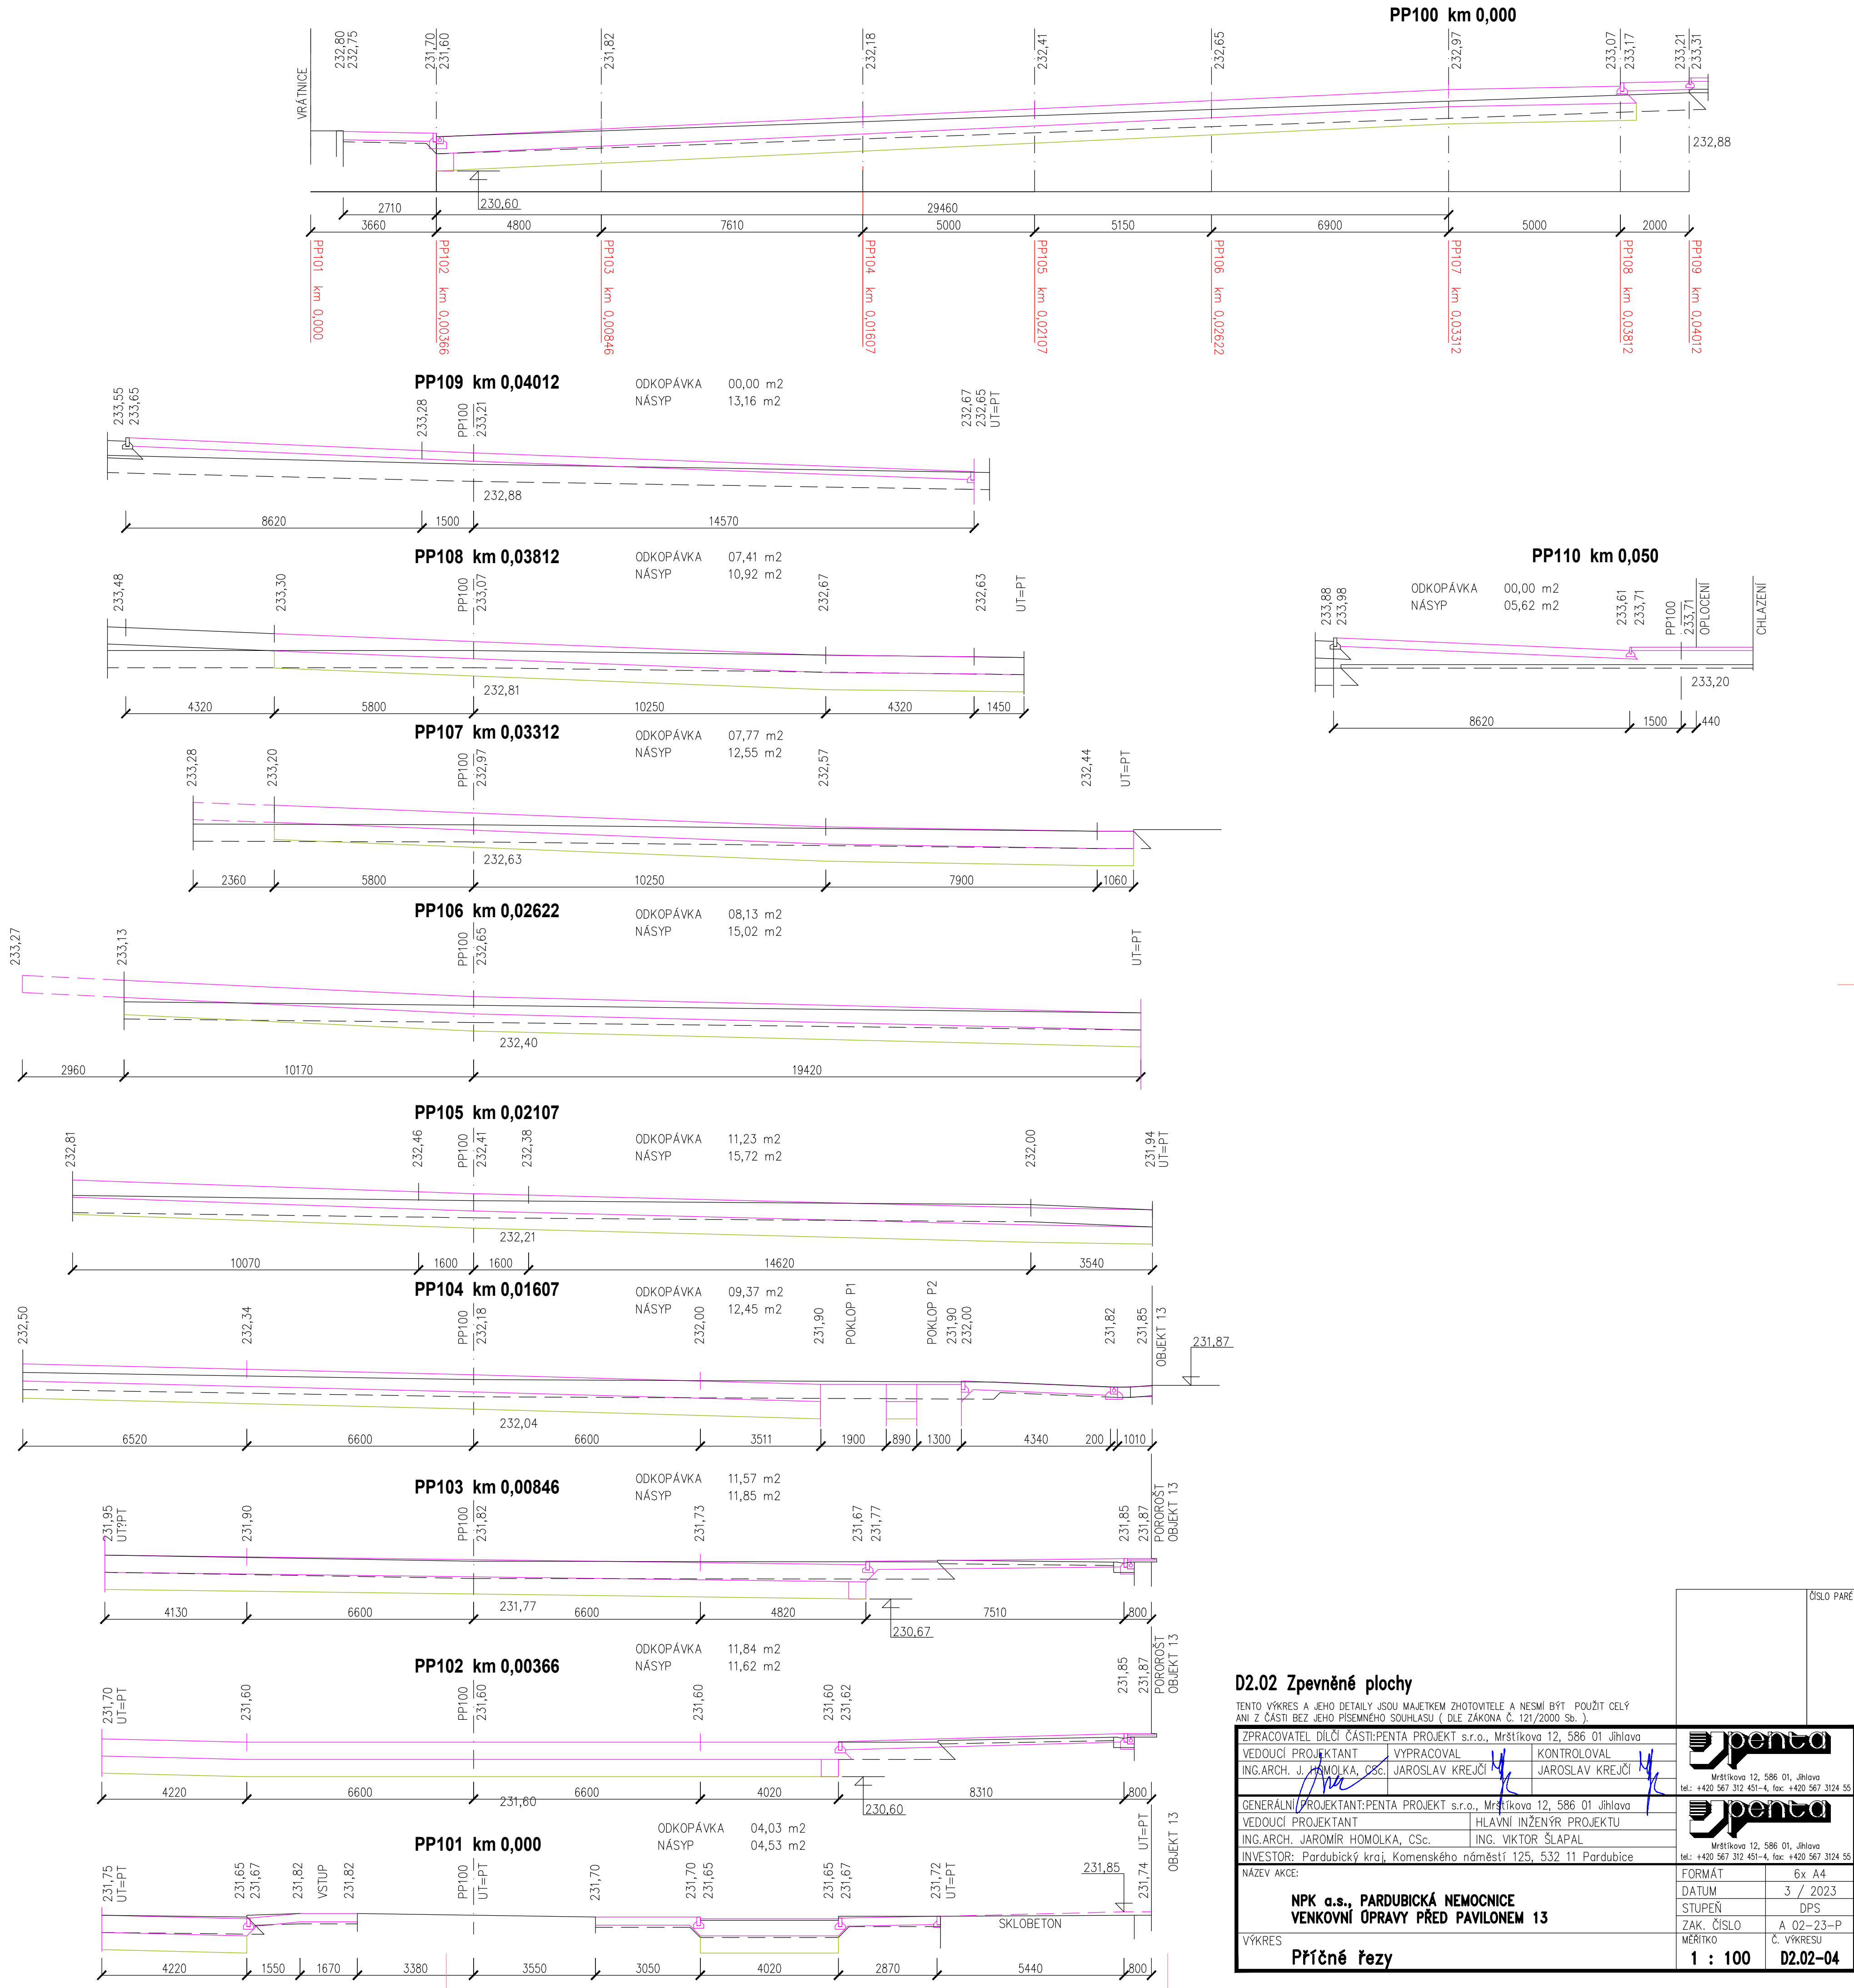 PP100 km 0,000
VRÁTNICE
232,80
232,75
231,70
231,60
231,82
232,18
232,41
232,65
232,97
233,07
233,17
233,21
233,31
232,88
230,60
2710
29460
3660
4800
7610
5000
5150
6900
5000
2000
PP101 km 0,000
PP102 km 0,00366
PP103 km 0,00846
PP104 km 0,01607
PP105 km 0,02107
PP106 km 0,02622
PP107 km 0,03312
PP108 km 0,03812
PP109 km 0,04012
PP109 km 0,04012
ODKOPÁVKA 00,00 m2
NÁSYP 13,16 m2
233,55
233,65
233,28
PP100
233,21
232,67
232,65
UT=PT
232,88
8620
1500
14570
PP108 km 0,03812
ODKOPÁVKA 07,41 m2
NÁSYP 10,92 m2
233,48
233,30
PP100
233,07
232,67
232,63
UT=PT
232,81
4320
5800
10250
4320
1450
PP110 km 0,050
ODKOPÁVKA 00,00 m2
NÁSYP 05,62 m2
233,88
233,98
233,61
233,71
PP100
233,71
OPLOCENÍ
CHLAZENÍ
233,20
8620
1500
440
PP107 km 0,03312
ODKOPÁVKA 07,77 m2
NÁSYP 12,55 m2
233,28
233,20
PP100
232,97
232,57
232,44
UT=PT
232,63
2360
5800
10250
7900
1060
PP106 km 0,02622
ODKOPÁVKA 08,13 m2
NÁSYP 15,02 m2
233,27
233,13
PP100
232,65
UT=PT
232,40
2960
10170
19420
PP105 km 0,02107
ODKOPÁVKA 11,23 m2
NÁSYP 15,72 m2
232,81
232,46
PP100
232,41
232,38
232,00
231,94
UT=PT
232,21
10070
1600
1600
14620
3540
PP104 km 0,01607
ODKOPÁVKA 09,37 m2
NÁSYP 12,45 m2
232,50
232,34
PP100
232,18
232,00
231,90
POKLOP P1
POKLOP P2
231,90
232,00
231,82
231,85
OBJEKT 13
231,87
232,04
6520
6600
6600
3511
1900
890
1300
4340
200
1010
PP103 km 0,00846
ODKOPÁVKA 11,57 m2
NÁSYP 11,85 m2
231,95
UT?PT
231,90
PP100
231,82
231,73
231,67
231,77
231,85
231,87
POROROŠT
OBJEKT 13
231,77
230,67
4130
6600
6600
4820
7510
800
PP102 km 0,00366
ODKOPÁVKA 11,84 m2
NÁSYP 11,62 m2
231,70
UT=PT
231,60
PP100
231,60
231,60
231,60
231,62
231,85
231,87
POROROŠT
OBJEKT 13
231,60
230,60
4220
6600
6600
4020
8310
800
PP101 km 0,000
ODKOPÁVKA 04,03 m2
NÁSYP 04,53 m2
231,75
UT=PT
231,65
231,67
231,82
VSTUP
231,82
PP100
UT=PT
231,70
231,70
231,65
231,65
231,67
231,72
UT=PT
231,85
231,74 UT=PT
OBJEKT 13
SKLOBETON
4220
1550
1670
3380
3550
3050
4020
2870
5440
800
ČÍSLO PARÉ
D2.02 Zpevněné plochy
TENTO VÝKRES A JEHO DETAILY JSOU MAJETKEM ZHOTOVITELE A NESMÍ BÝT POUŽIT CELÝ
ANI Z ČÁSTI BEZ JEHO PÍSEMNÉHO SOUHLASU ( DLE ZÁKONA Č. 121/2000 Sb. ).
ZPRACOVATEL DÍLČÍ ČÁSTI:PENTA PROJEKT s.r.o., Mrštíkova 12, 586 01 Jihlava
VEDOUCÍ PROJEKTANT VYPRACOVAL KONTROLOVAL
ING.ARCH. J. HOMOLKA, CSc. JAROSLAV KREJČÍ JAROSLAV KREJČÍ
penta
Mrštíkova 12, 586 01, Jihlava
tel.: +420 567 312 451-4, fax: +420 567 3124 55
GENERÁLNÍ PROJEKTANT:PENTA PROJEKT s.r.o., Mrštíkova 12, 586 01 Jihlava
VEDOUCÍ PROJEKTANT HLAVNÍ INŽENÝR PROJEKTU
ING.ARCH. JAROMÍR HOMOLKA, CSc. ING. VIKTOR ŠLAPAL
INVESTOR: Pardubický kraj, Komenského náměstí 125, 532 11 Pardubice
penta
Mrštíkova 12, 586 01, Jihlava
tel.: +420 567 312 451-4, fax: +420 567 3124 55
NÁZEV AKCE:
NPK a.s., PARDUBICKÁ NEMOCNICE
VENKOVNÍ ÚPRAVY PŘED PAVILONEM 13
FORMÁT 6x A4
DATUM 3 / 2023
STUPEŇ DPS
ZAK. ČÍSLO A 02-23-P
VÝKRES
Příčné řezy
MĚŘÍTKO Č. VÝKRESU
1 : 100 D2.02-04